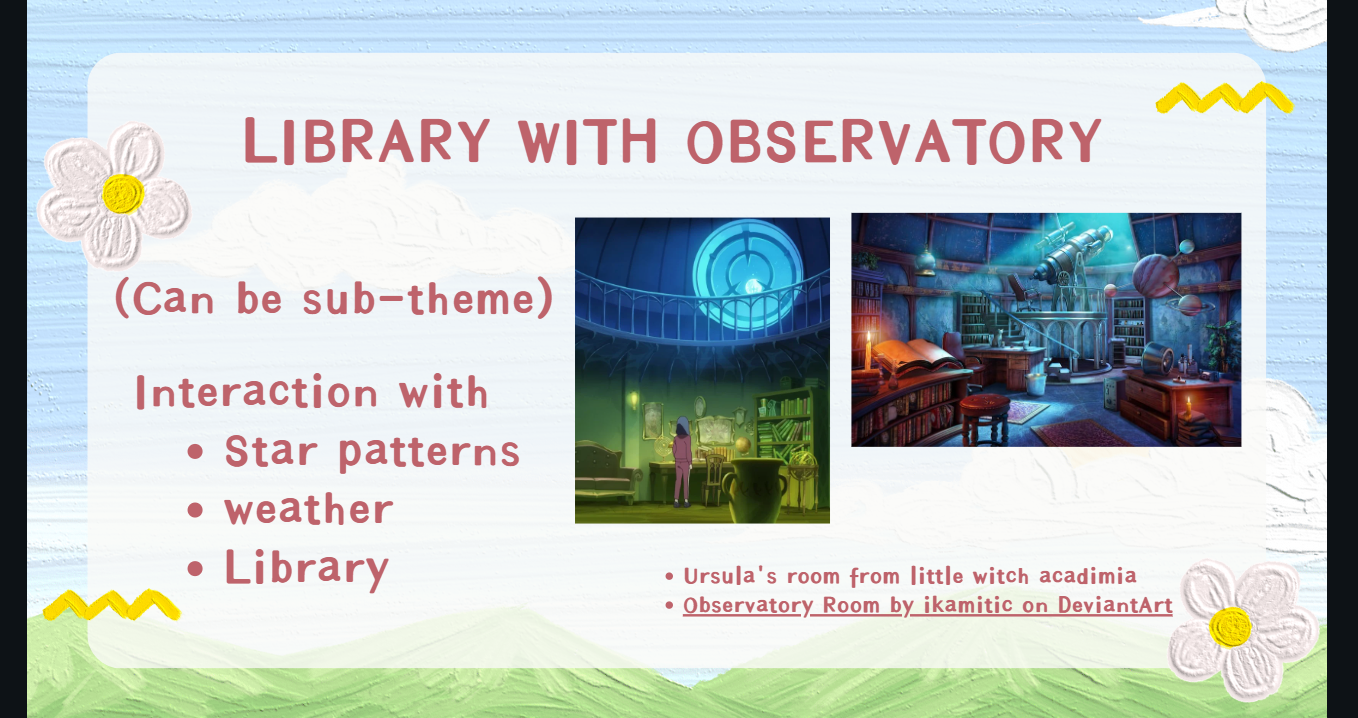 LIBRARY WITH OBSERVATORY
(Can be sub-theme)
Interaction with
• Star patterns
• weather
• Library
• Ursula's room from little witch acadimia
• Observatory Room by ikamitic on DeviantArt